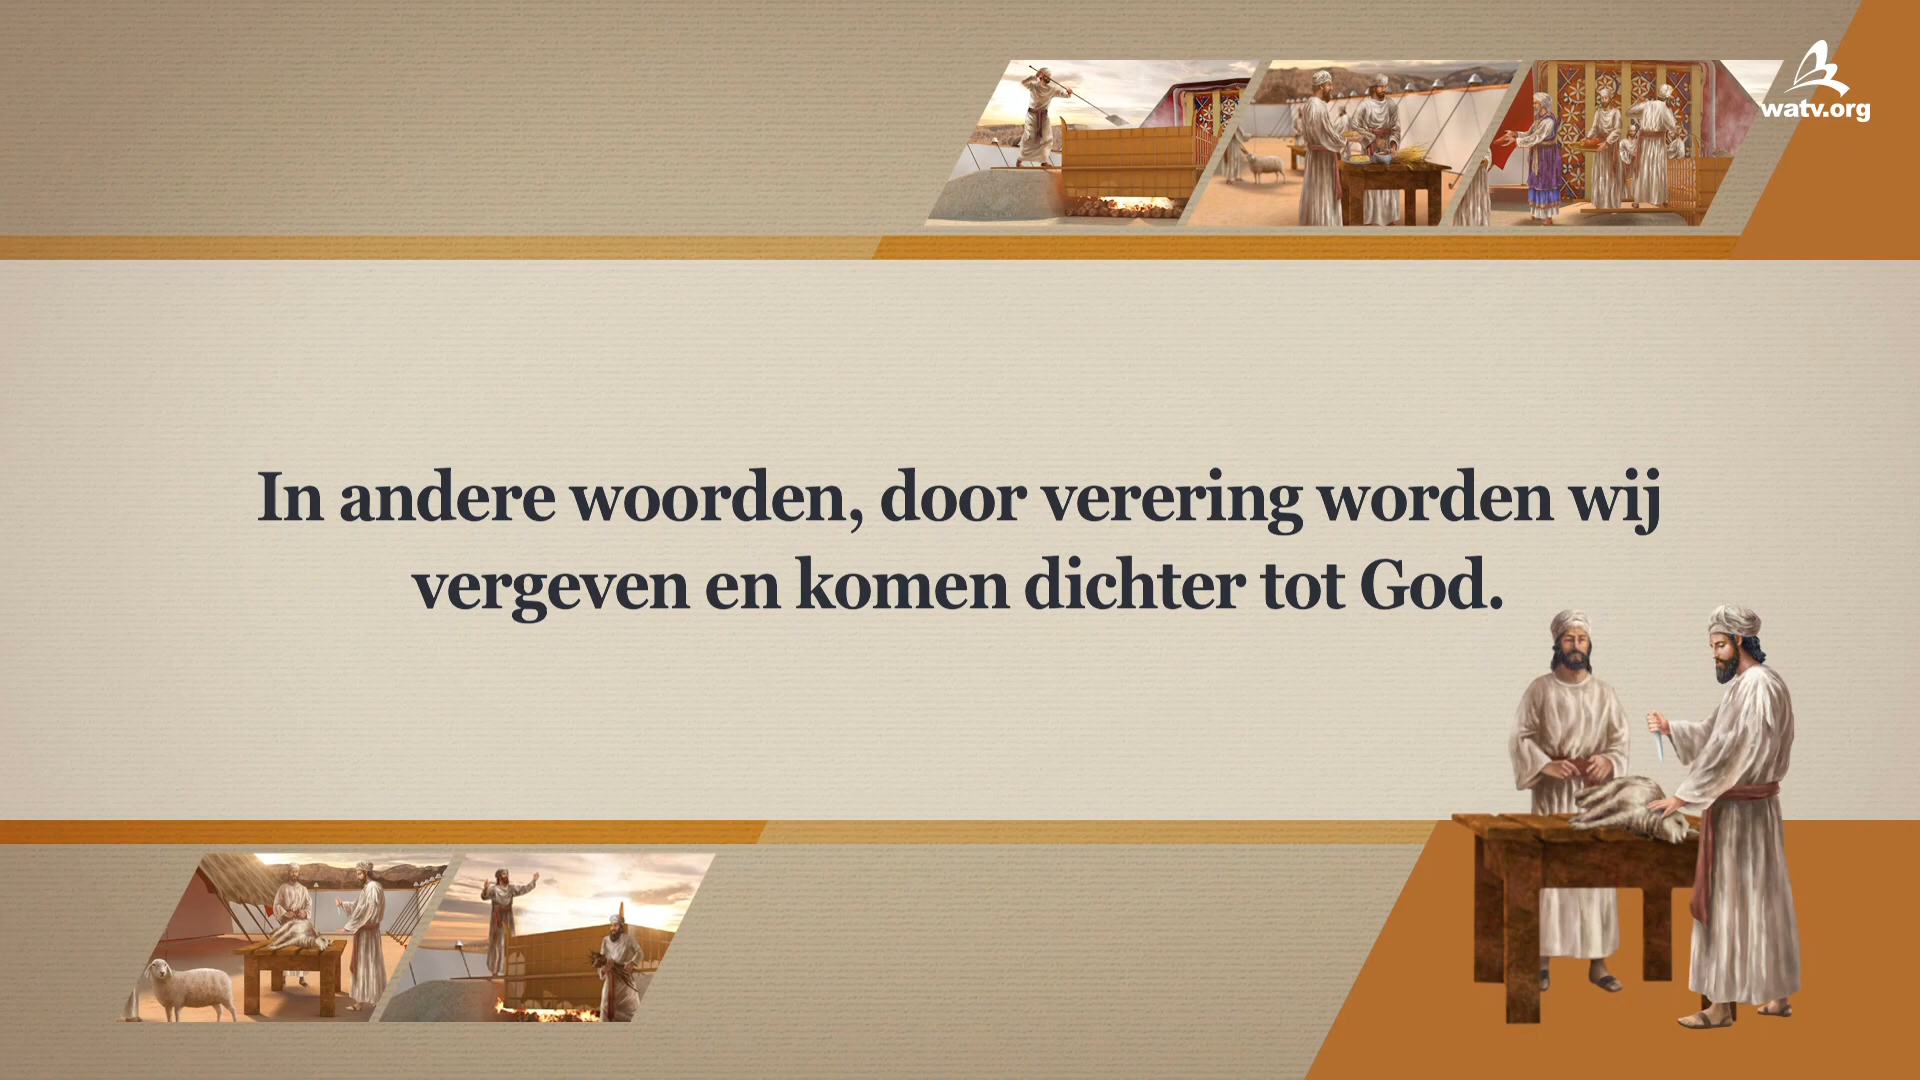 watv.org
In andere woorden, door verering worden wij
vergeven en komen dichter tot God.